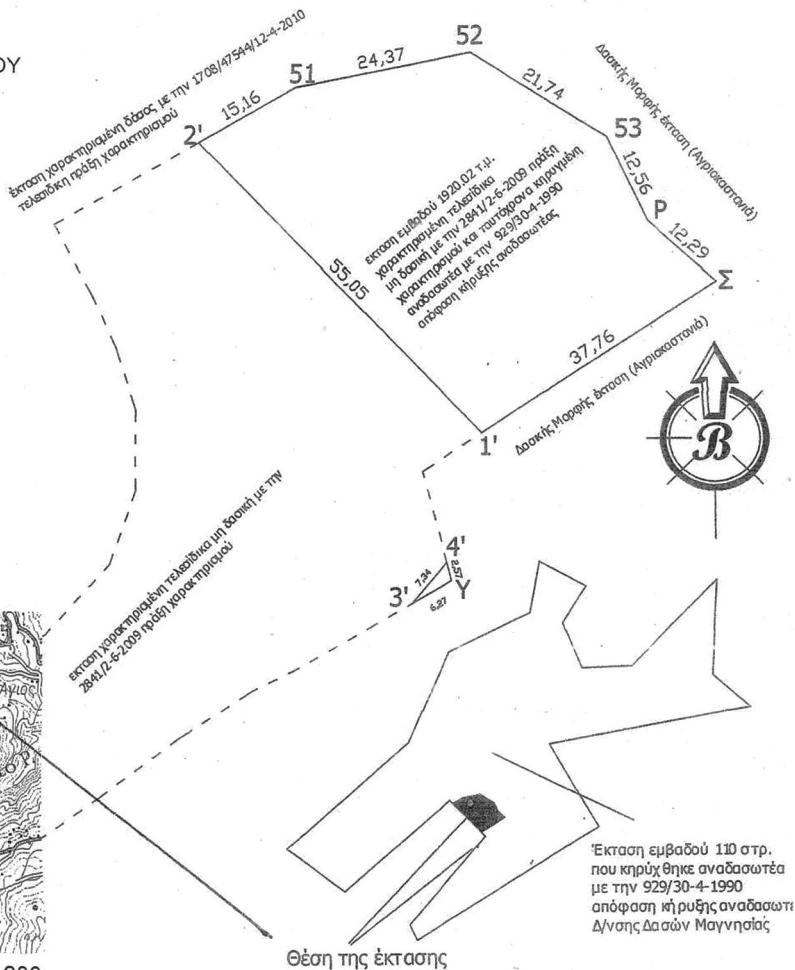 ΟΥ
έκταση χαρακτηρισμένη δάσος με την 1708/47544/12-4-2010
τελεσιδίκη πράξη χαρακτηρισμού
2'
15,16
51
24,37
52
21,74
53
12,56
Ρ
12,29
Σ
37,76
1'
55,05
Δασικής Μορφής έκταση (Αγριοκαστανιά)
εκταση εμβαδού 1920,02 τ.μ.
χαρακτηρισμένη τελεσίδικα
μη δασική με την 2841/2-6-2009 πράξη
χαρακτηρισμού και ταυτόχρονα κηρυγμένη
αναδασωτέα με την 929/30-4-1990
απόφαση κήρυξης αναδασωτέας
Δασικής Μορφής έκταση (Αγριοκαστανιά)
Β
4'
2,57
7,34
3'
Υ
6,27
εκταση χαρακτηρισμένη τελεσίδικα μη δασική με την
2841/2-6-2009 πράξη χαρακτηρισμού
Άγιος
Έκταση εμβαδού 110 στρ.
που κηρύχθηκε αναδασωτέα
με την 929/30-4-1990
απόφαση κήρυξης αναδασωτέ
Δ/νσης Δασών Μαγνησίας
Θέση της έκτασης